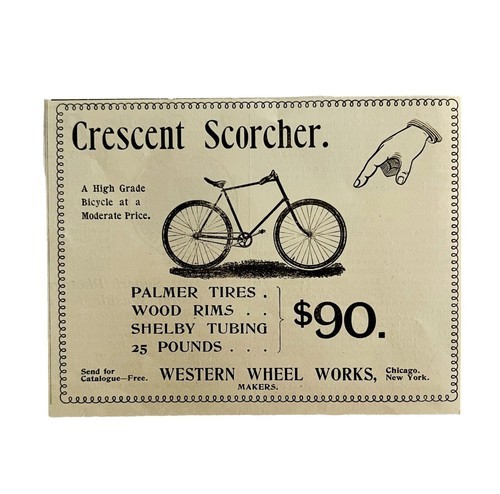 Crescent Scorcher.
A High Grade
Bicycle at a
Moderate Price.
PALMER TIRES .
WOOD RIMS . .
SHELBY TUBING
25 POUNDS . . .
$90.
Send for
Catalogue—Free.
WESTERN WHEEL WORKS,
MAKERS.
Chicago.
New York.